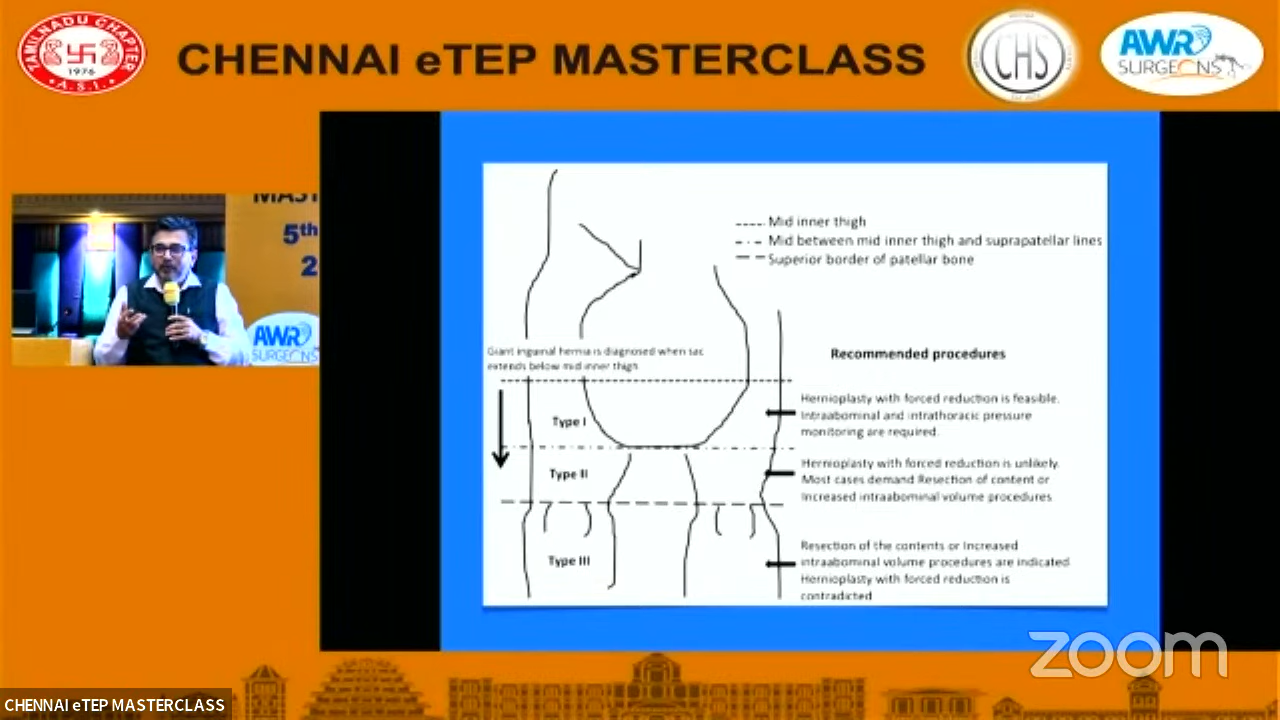 TAMILNADU CHAPTER
1976
A.S.I.
CHENNAI eTEP MASTERCLASS
CHS
AWR
SURGEONS
5th
2
AWR
SURGEONS
Mid inner thigh
Mid between mid inner thigh and suprapatellar lines
Superior border of patellar bone
Giant inguinal hernia is diagnosed when sac
extends below mid inner thigh
Recommended procedures
Type I
Hernioplasty with forced reduction is feasible.
Intraabominal and intrathoracic pressure
monitoring are required.
Type II
Hernioplasty with forced reduction is unlikely.
Most cases demand Resection of content or
Increased intraabominal volume procedures
Type III
Resection of the contents or Increased
intraabominal volume procedures are indicated
Hernioplasty with forced reduction is
contradicted
zoom
CHENNAI eTEP MASTERCLASS